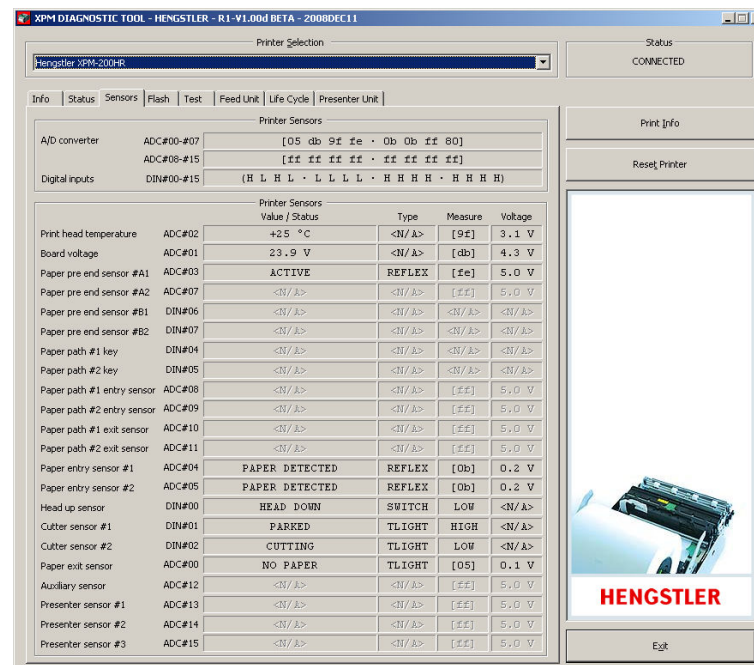 XPM DIAGNOSTIC TOOL - HENGSTLER - R1-V1.00d BETA - 2008DEC11
Printer Selection
Hengstler XPM-200HR
Status
CONNECTED
Info Status Sensors Flash Test Feed Unit Life Cycle Presenter Unit
Printer Sensors
A/D converter ADC#00-#07 [05 db 9f fe · 0b 0b ff 80]
ADC#08-#15 [ff ff ff ff · ff ff ff ff]
Digital inputs DIN#00-#15 (H L H L · L L L L · H H H H · H H H H)
Printer Sensors
Value / Status Type Measure Voltage
Print head temperature ADC#02 +25 °C <N/A> [9f] 3.1 V
Board voltage ADC#01 23.9 V <N/A> [db] 4.3 V
Paper pre end sensor #A1 ADC#03 ACTIVE REFLEX [fe] 5.0 V
Paper pre end sensor #A2 ADC#07 <N/A> <N/A> [ff] 5.0 V
Paper pre end sensor #B1 DIN#06 <N/A> <N/A> <N/A> <N/A>
Paper pre end sensor #B2 DIN#07 <N/A> <N/A> <N/A> <N/A>
Paper path #1 key DIN#04 <N/A> <N/A> <N/A> <N/A>
Paper path #2 key DIN#05 <N/A> <N/A> <N/A> <N/A>
Paper path #1 entry sensor ADC#08 <N/A> <N/A> [ff] 5.0 V
Paper path #2 entry sensor ADC#09 <N/A> <N/A> [ff] 5.0 V
Paper path #1 exit sensor ADC#10 <N/A> <N/A> [ff] 5.0 V
Paper path #2 exit sensor ADC#11 <N/A> <N/A> [ff] 5.0 V
Paper entry sensor #1 ADC#04 PAPER DETECTED REFLEX [0b] 0.2 V
Paper entry sensor #2 ADC#05 PAPER DETECTED REFLEX [0b] 0.2 V
Head up sensor DIN#00 HEAD DOWN SWITCH LOW <N/A>
Cutter sensor #1 DIN#01 PARKED TLIGHT HIGH <N/A>
Cutter sensor #2 DIN#02 CUTTING TLIGHT LOW <N/A>
Paper exit sensor ADC#00 NO PAPER TLIGHT [05] 0.1 V
Auxiliary sensor ADC#12 <N/A> <N/A> [ff] 5.0 V
Presenter sensor #1 ADC#13 <N/A> <N/A> [ff] 5.0 V
Presenter sensor #2 ADC#14 <N/A> <N/A> [ff] 5.0 V
Presenter sensor #3 ADC#15 <N/A> <N/A> [ff] 5.0 V
Print Info
Reset Printer
HENGSTLER
Exit